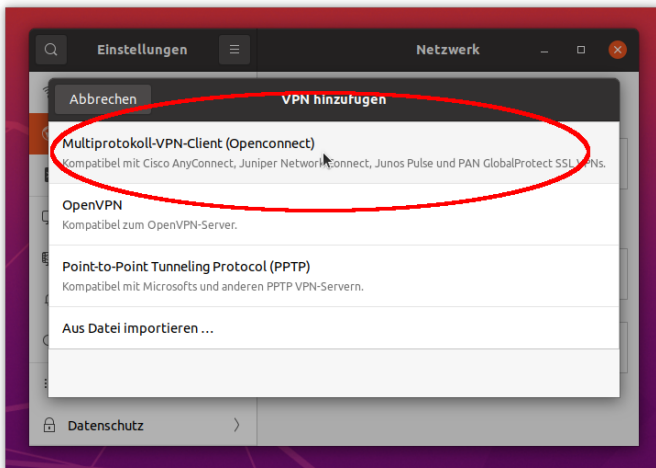 Einstellungen
Netzwerk
Abbrechen
VPN hinzufügen
Multiprotokoll-VPN-Client (Openconnect)
Kompatibel mit Cisco AnyConnect, Juniper Network Connect, Junos Pulse und PAN GlobalProtect SSL VPNs.
OpenVPN
Kompatibel zum OpenVPN-Server.
Point-to-Point Tunneling Protocol (PPTP)
Kompatibel mit Microsofts und anderen PPTP VPN-Servern.
Aus Datei importieren …
Datenschutz